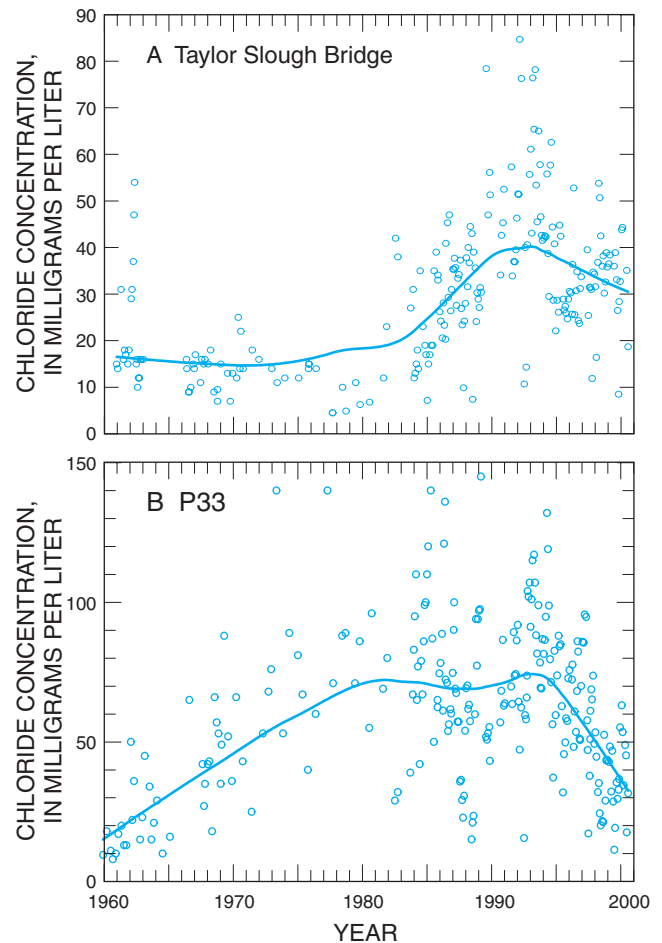 A Taylor Slough Bridge
CHLORIDE CONCENTRATION,
IN MILLIGRAMS PER LITER
90
80
70
60
50
40
30
20
10
0
B P33
CHLORIDE CONCENTRATION,
IN MILLIGRAMS PER LITER
150
100
50
0
1960
1970
1980
1990
2000
YEAR